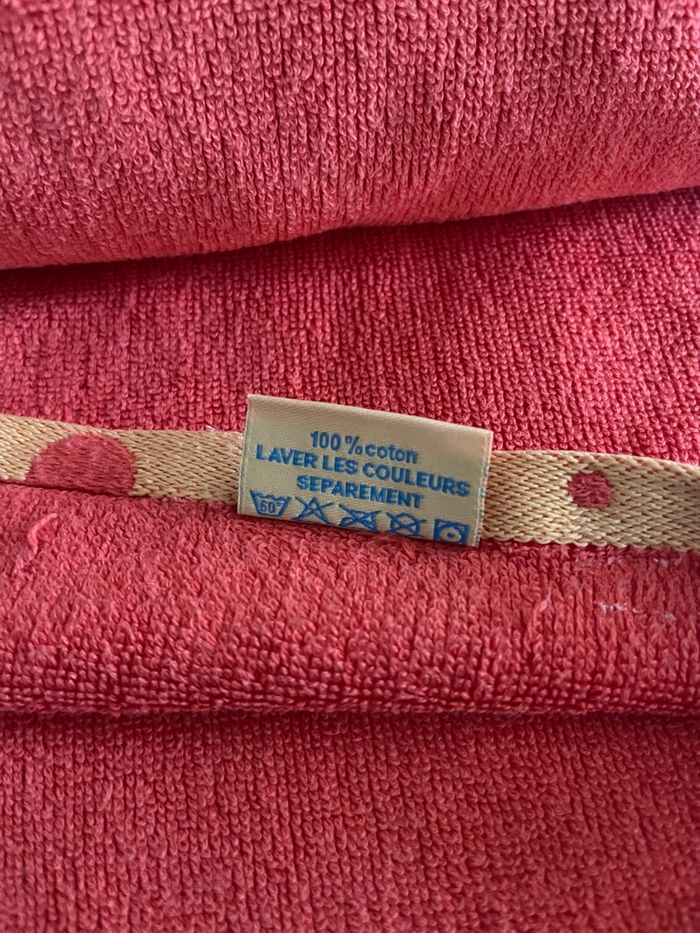 100 % coton
LAVER LES COULEURS
SEPAREMENT
60°